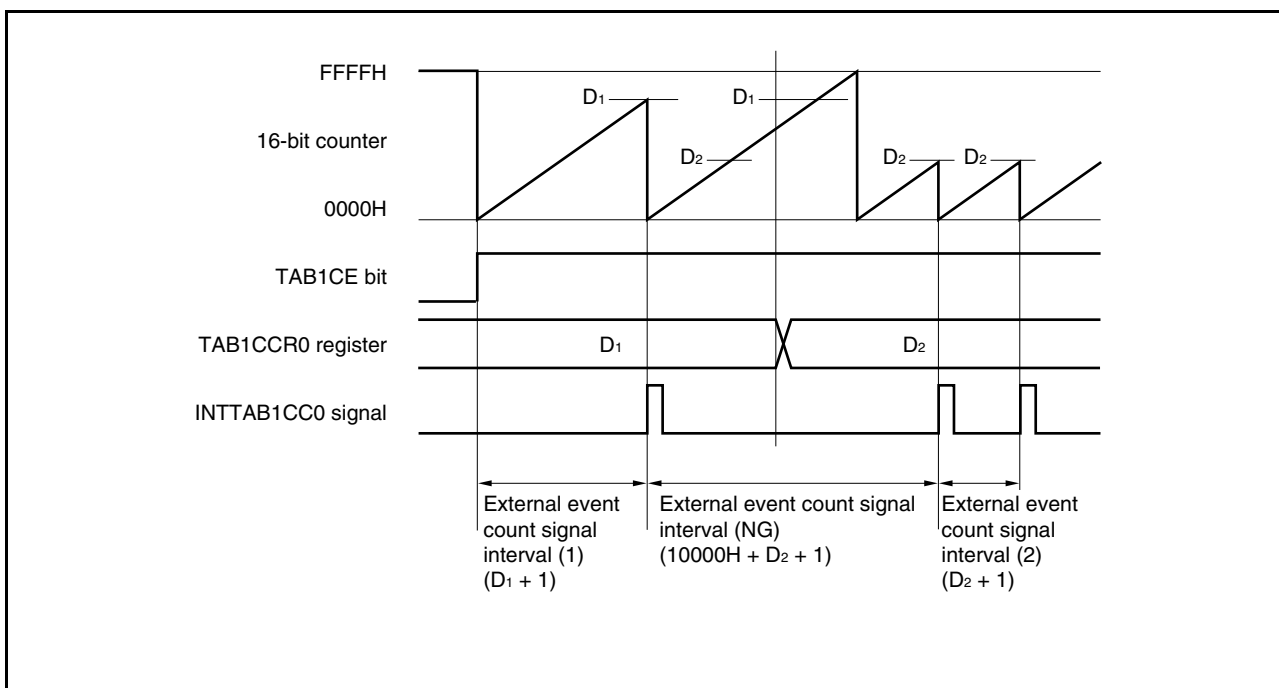 FFFFH
D1
D1
16-bit counter
D2
D2
D2
0000H
TAB1CE bit
TAB1CCR0 register
D1
D2
INTTAB1CC0 signal
External event
count signal
interval (1)
(D1 + 1)
External event count signal
interval (NG)
(10000H + D2 + 1)
External event
count signal
interval (2)
(D2 + 1)